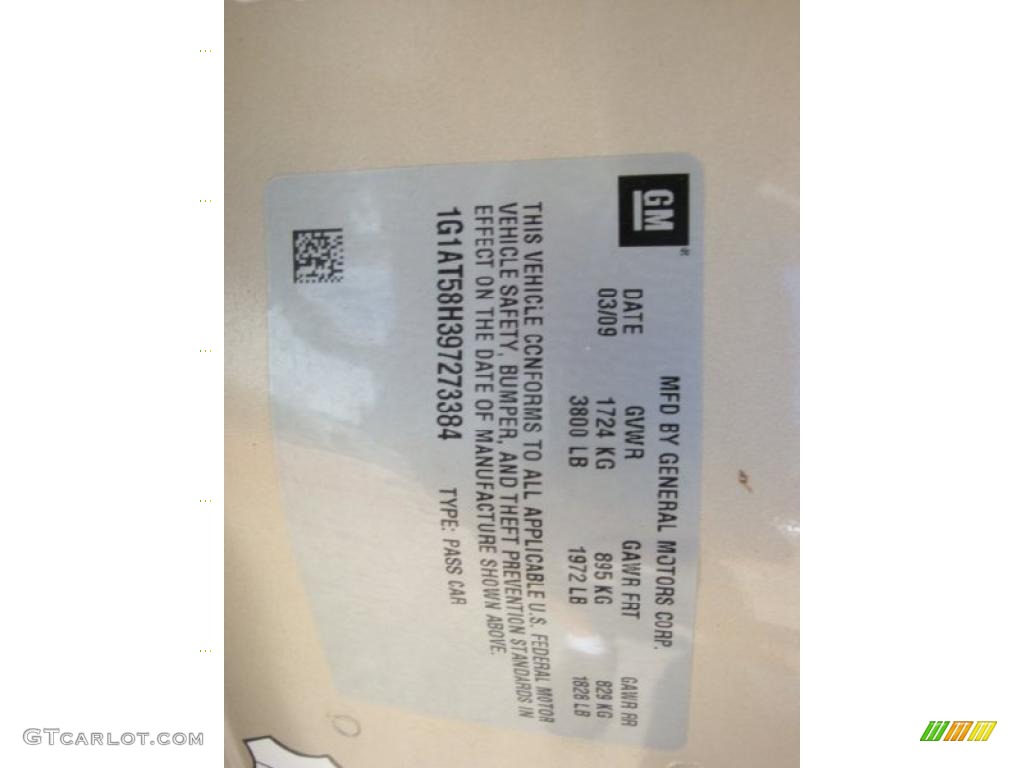 GM®
MFD BY GENERAL MOTORS CORP.
DATE GVWR GAWR FRT GAWR RR
03/09 1724 KG 895 KG 829 KG
3800 LB 1972 LB 1828 LB
THIS VEHICLE CONFORMS TO ALL APPLICABLE U.S. FEDERAL MOTOR
VEHICLE SAFETY, BUMPER, AND THEFT PREVENTION STANDARDS IN
EFFECT ON THE DATE OF MANUFACTURE SHOWN ABOVE.
1G1AT58H397273384 TYPE: PASS CAR
GTcarlot.com